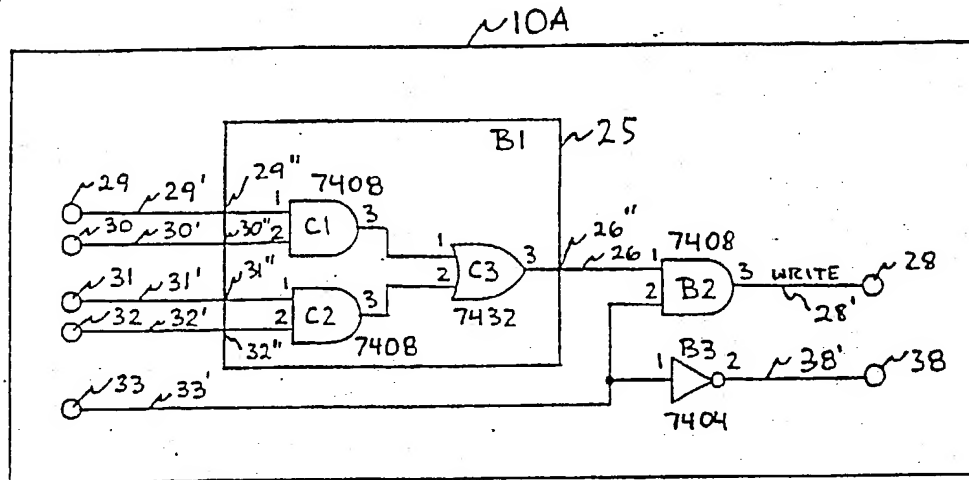 10A
B1
25
29 29' 29" 7408
1 C1 3
30 30' 30" 2
26"
26
7408
1 C3 3
2
7432
1 B2 3 WRITE 28
2
28'
31 31' 31"
1 C2 3
32 32' 2
32" 7408
B3
1 2 38' 38
7404
33 33'